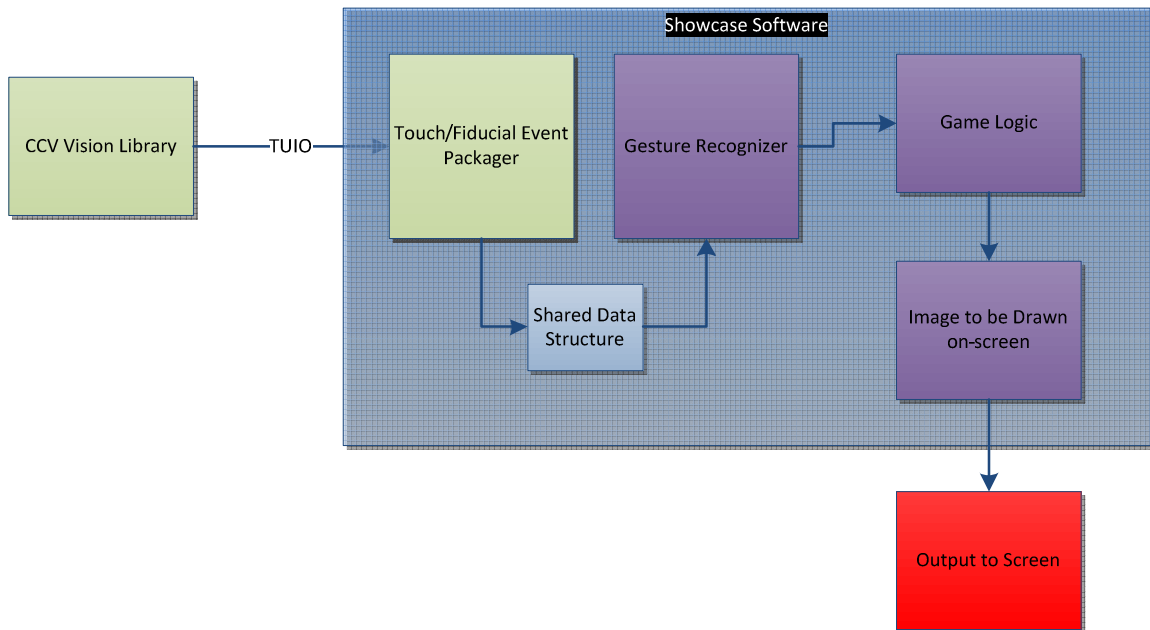 Showcase Software
CCV Vision Library
TUIO
Touch/Fiducial Event
Packager
Gesture Recognizer
Game Logic
Shared Data
Structure
Image to be Drawn
on-screen
Output to Screen